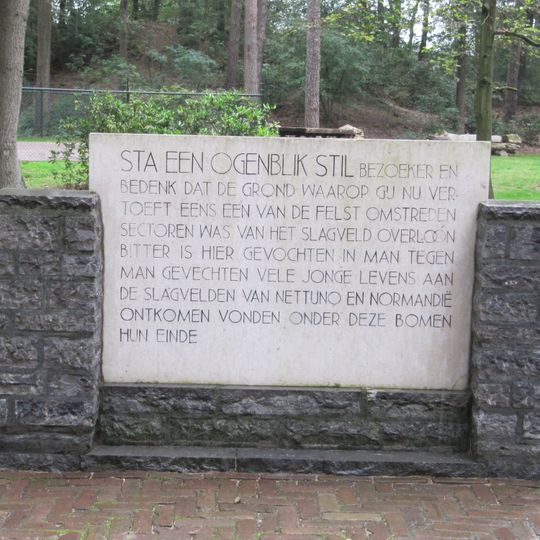 STA EEN OGENBLIK STIL BEZOEKER EN
BEDENK DAT DE GROND WAAROP GIJ NU VER-
TOEFT EENS EEN VAN DE FELST OMSTREDEN
SECTOREN WAS VAN HET SLAGVELD OVERLOON
BITTER IS HIER GEVOCHTEN IN MAN TEGEN
MAN GEVECHTEN VELE JONGE LEVENS AAN
DE SLAGVELDEN VAN NETTUNO EN NORMANDIË
ONTKOMEN VONDEN ONDER DEZE BOMEN
HUN EINDE